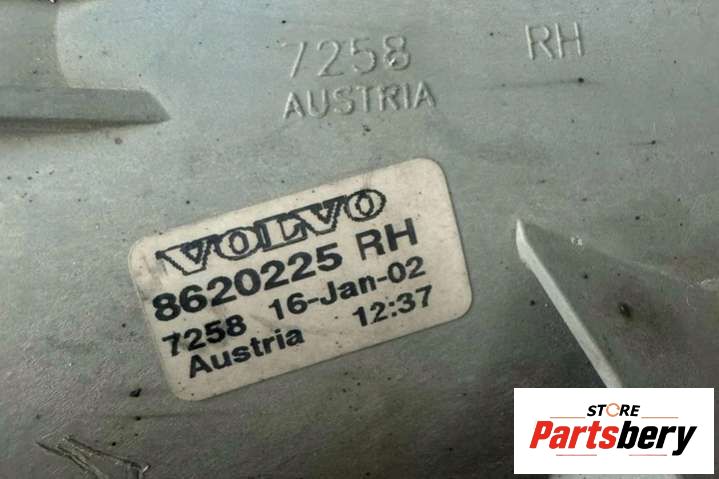 7258 RH
AUSTRIA
VOLVO
8620225 RH
7258 16-Jan-02
Austria 12:37
STORE
Partsbery